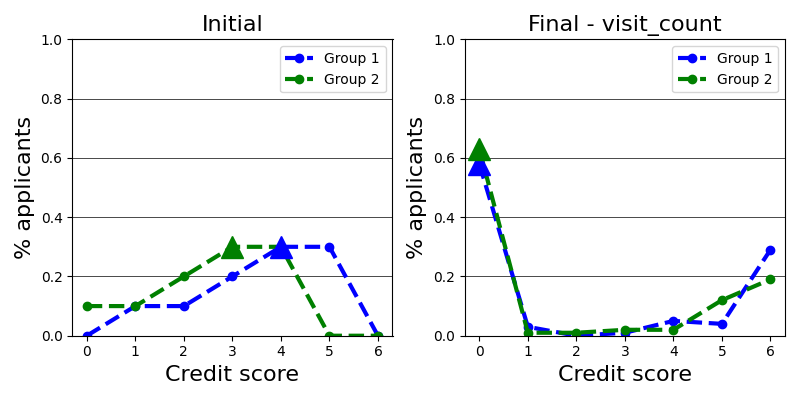 Initial
% applicants
1.0
0.8
0.6
0.4
0.2
0.0
Group 1
Group 2
0 1 2 3 4 5 6
Credit score
Final - visit_count
% applicants
1.0
0.8
0.6
0.4
0.2
0.0
Group 1
Group 2
0 1 2 3 4 5 6
Credit score